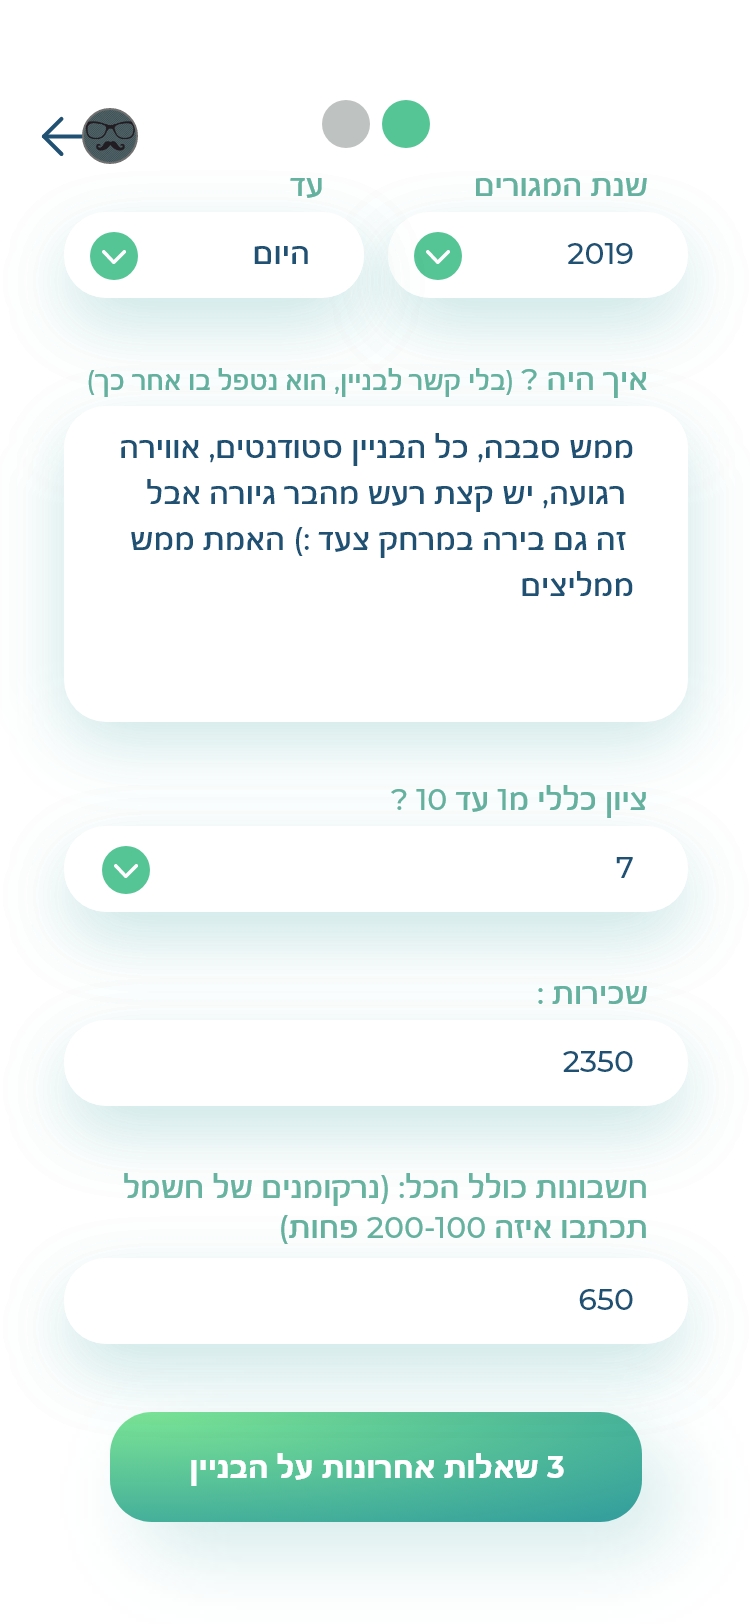 שנת המגורים
עד
2019
היום
איך היה ? (בלי קשר לבניין, הוא נטפל בו אחר כך)
ממש סבבה, כל הבניין סטודנטים, אווירה
רגועה, יש קצת רעש מהבר גיורה אבל
זה גם בירה במרחק צעד :) האמת ממש
ממליצים
ציון כללי מ1 עד 10 ?
7
שכירות :
2350
חשבונות כולל הכל: (נרקומנים של חשמל
תכתבו איזה 200-100 פחות)
650
3 שאלות אחרונות על הבניין